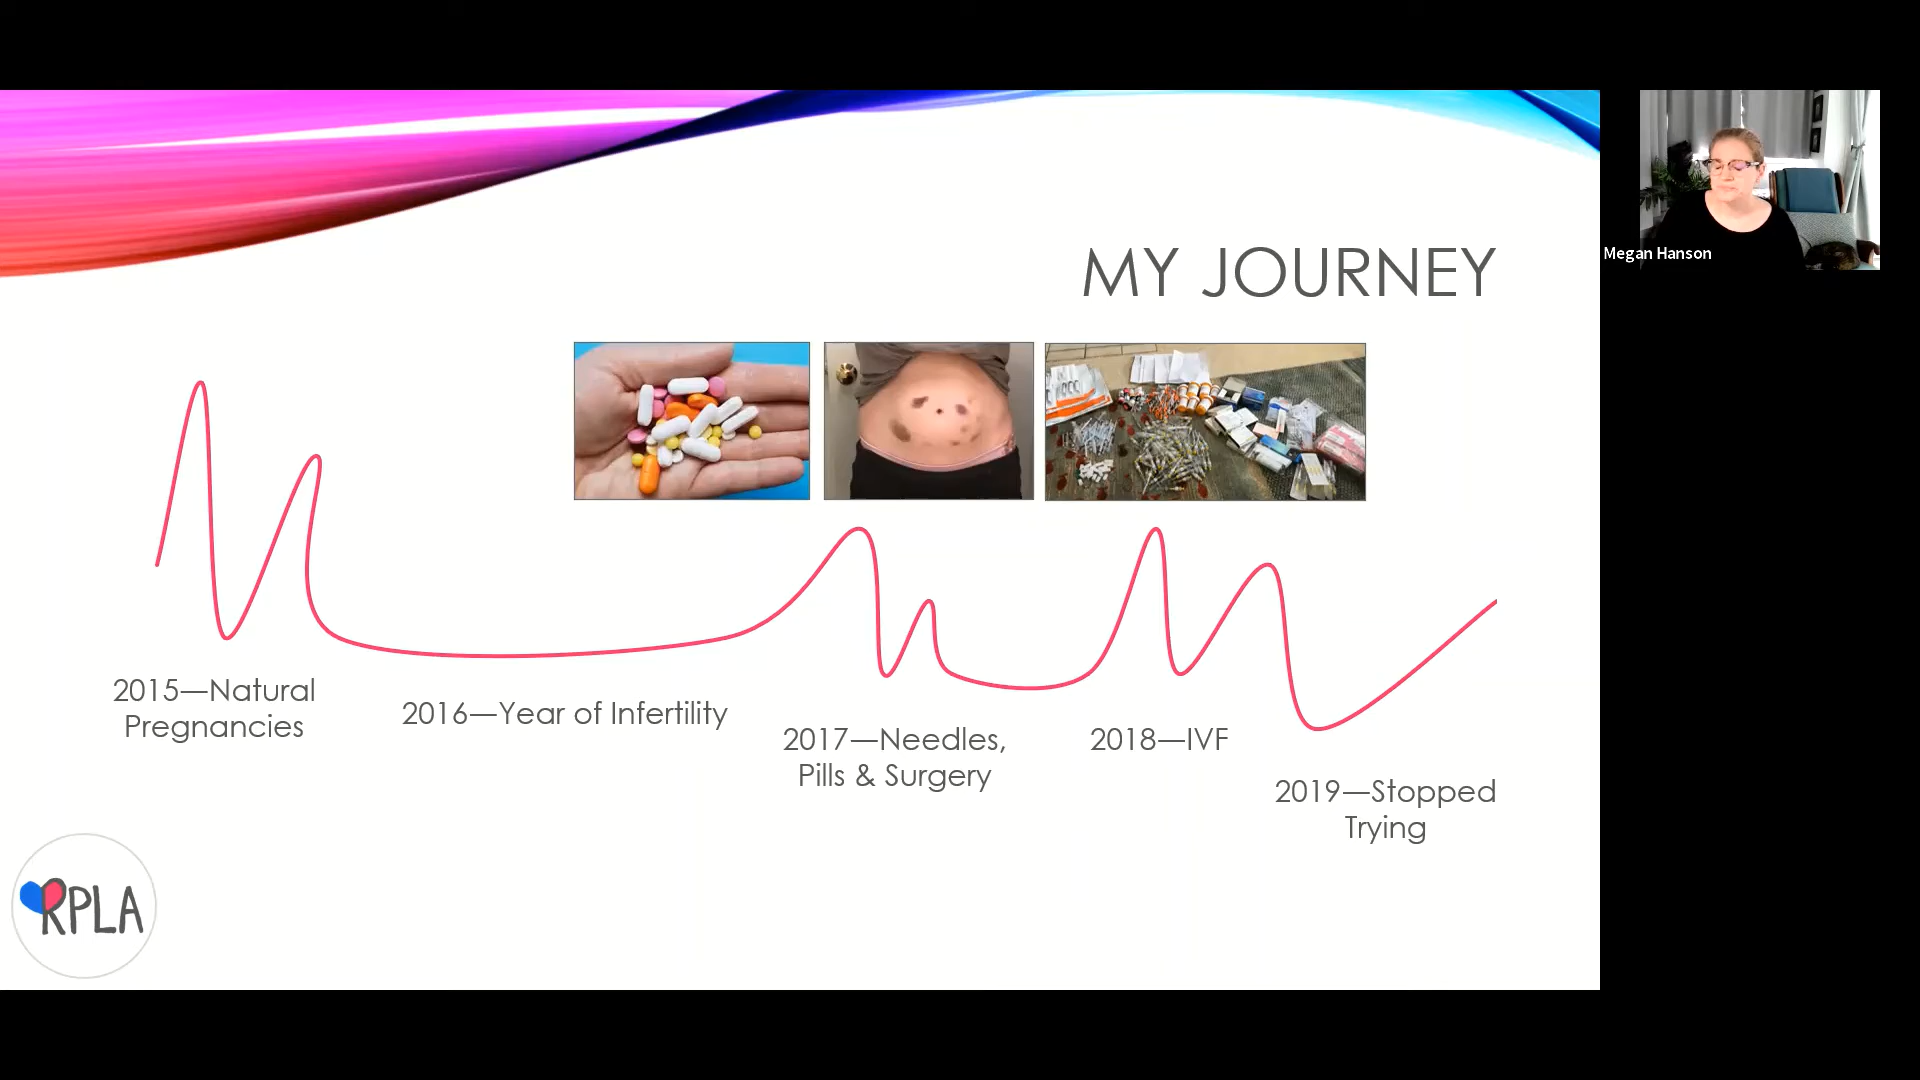 MY JOURNEY
Megan Hanson
2015—Natural
Pregnancies
2016—Year of Infertility
2017—Needles,
Pills & Surgery
2018—IVF
2019—Stopped
Trying
RPLA